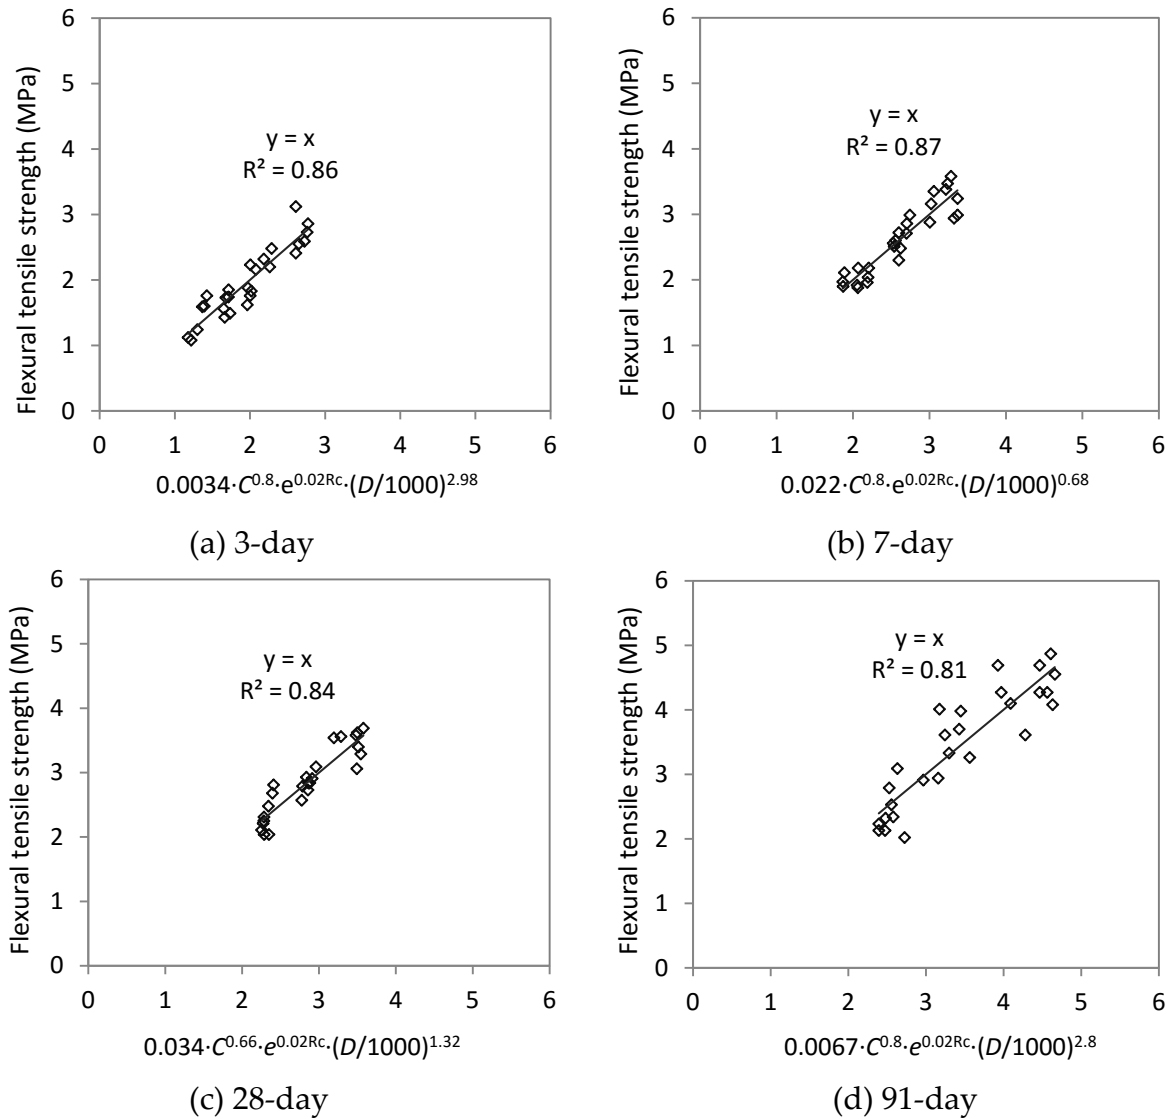 Flexural tensile strength (MPa)
6
5
4
3
2
1
0
y = x
R² = 0.86
0 1 2 3 4 5 6
0.0034·C^0.8·e^0.02Rc·(D/1000)^2.98
(a) 3-day
Flexural tensile strength (MPa)
6
5
4
3
2
1
0
y = x
R² = 0.87
0 1 2 3 4 5 6
0.022·C^0.8·e^0.02Rc·(D/1000)^0.68
(b) 7-day
Flexural tensile strength (MPa)
6
5
4
3
2
1
0
y = x
R² = 0.84
0 1 2 3 4 5 6
0.034·C^0.66·e^0.02Rc·(D/1000)^1.32
(c) 28-day
Flexural tensile strength (MPa)
6
5
4
3
2
1
0
y = x
R² = 0.81
0 1 2 3 4 5 6
0.0067·C^0.8·e^0.02Rc·(D/1000)^2.8
(d) 91-day